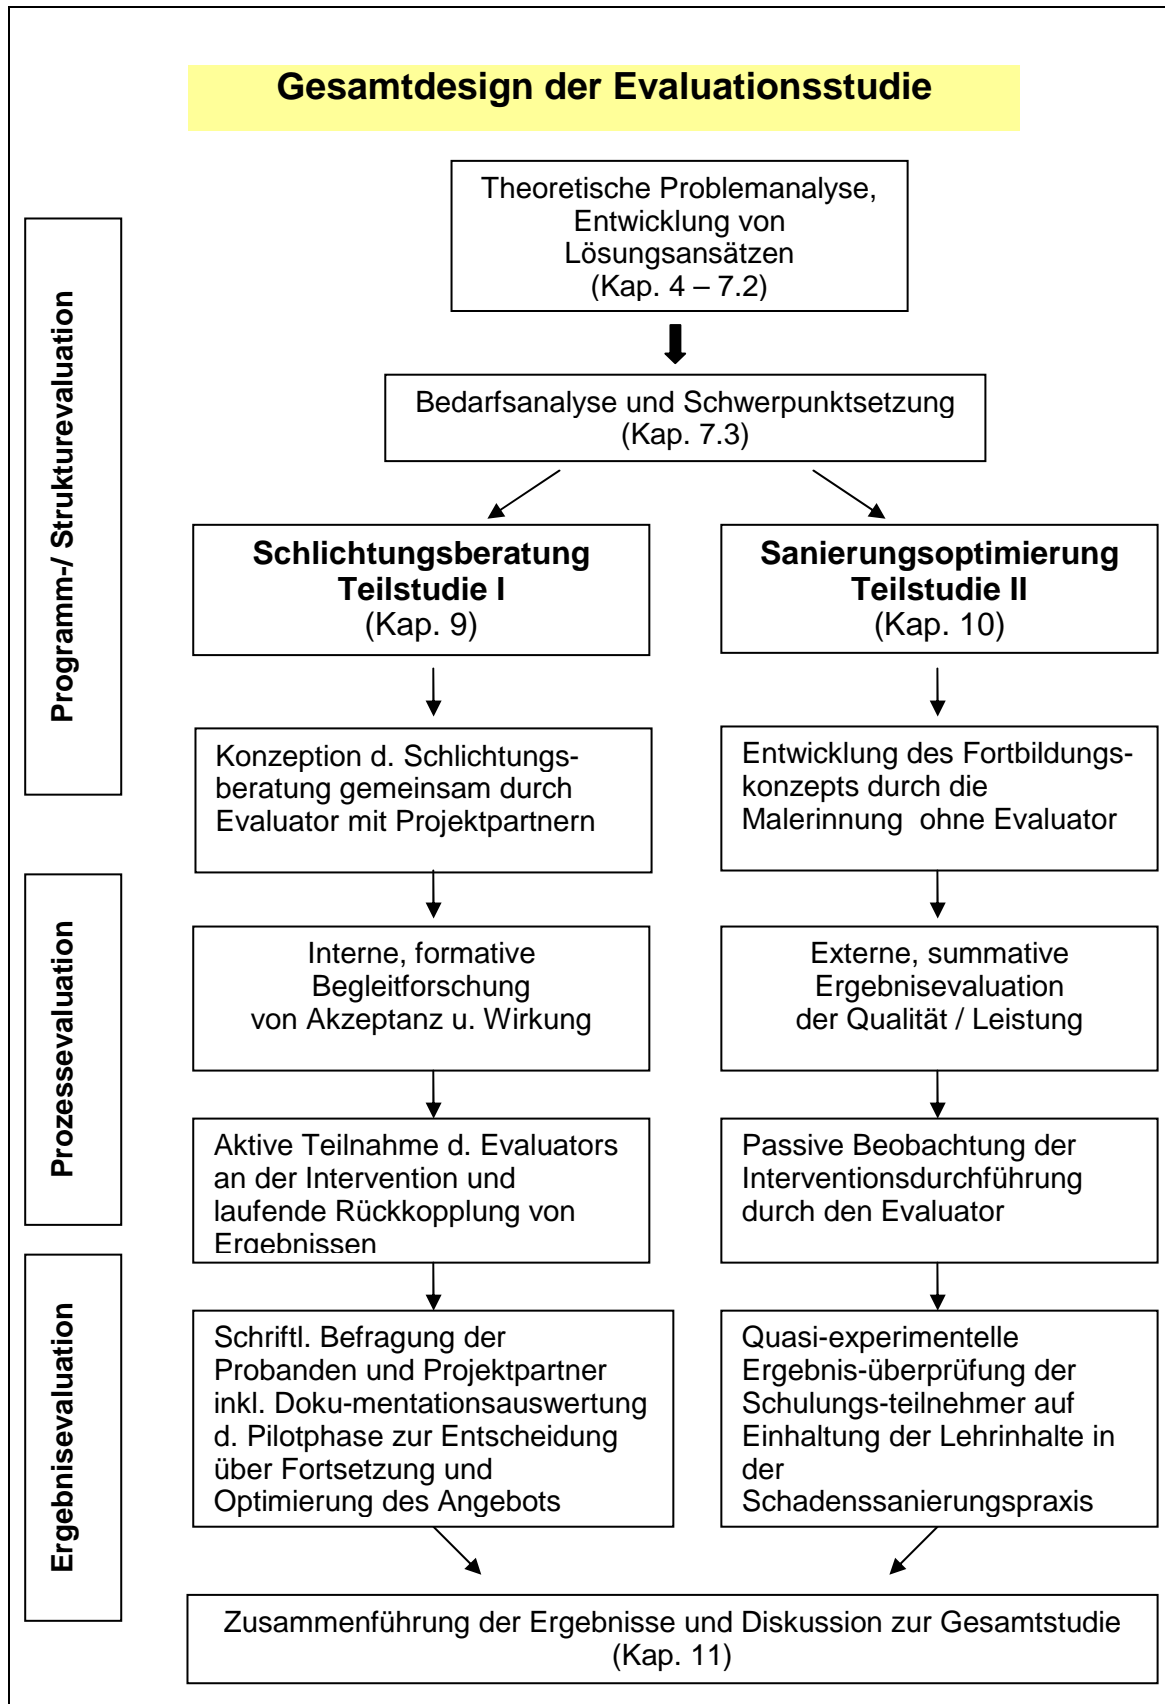 Gesamtdesign der Evaluationsstudie
Programm-/ Strukturevaluation
Theoretische Problemanalyse,
Entwicklung von
Lösungsansätzen
(Kap. 4 – 7.2)
Bedarfsanalyse und Schwerpunktsetzung
(Kap. 7.3)
Schlichtungsberatung
Teilstudie I
(Kap. 9)
Sanierungsoptimierung
Teilstudie II
(Kap. 10)
Konzeption d. Schlichtungs-
beratung gemeinsam durch
Evaluator mit Projektpartnern
Entwicklung des Fortbildungs-
konzepts durch die
Malerinnung  ohne Evaluator
Prozessevaluation
Interne, formative
Begleitforschung
von Akzeptanz u. Wirkung
Externe, summative
Ergebnisevaluation
der Qualität / Leistung
Aktive Teilnahme d. Evaluators
an der Intervention und
laufende Rückkopplung von
Ergebnissen
Passive Beobachtung der
Interventionsdurchführung
durch den Evaluator
Ergebnisevaluation
Schriftl. Befragung der
Probanden und Projektpartner
inkl. Doku-mentationsauswertung
d. Pilotphase zur Entscheidung
über Fortsetzung und
Optimierung des Angebots
Quasi-experimentelle
Ergebnis-überprüfung der
Schulungs-teilnehmer auf
Einhaltung der Lehrinhalte in
der
Schadenssanierungspraxis
Zusammenführung der Ergebnisse und Diskussion zur Gesamtstudie
(Kap. 11)